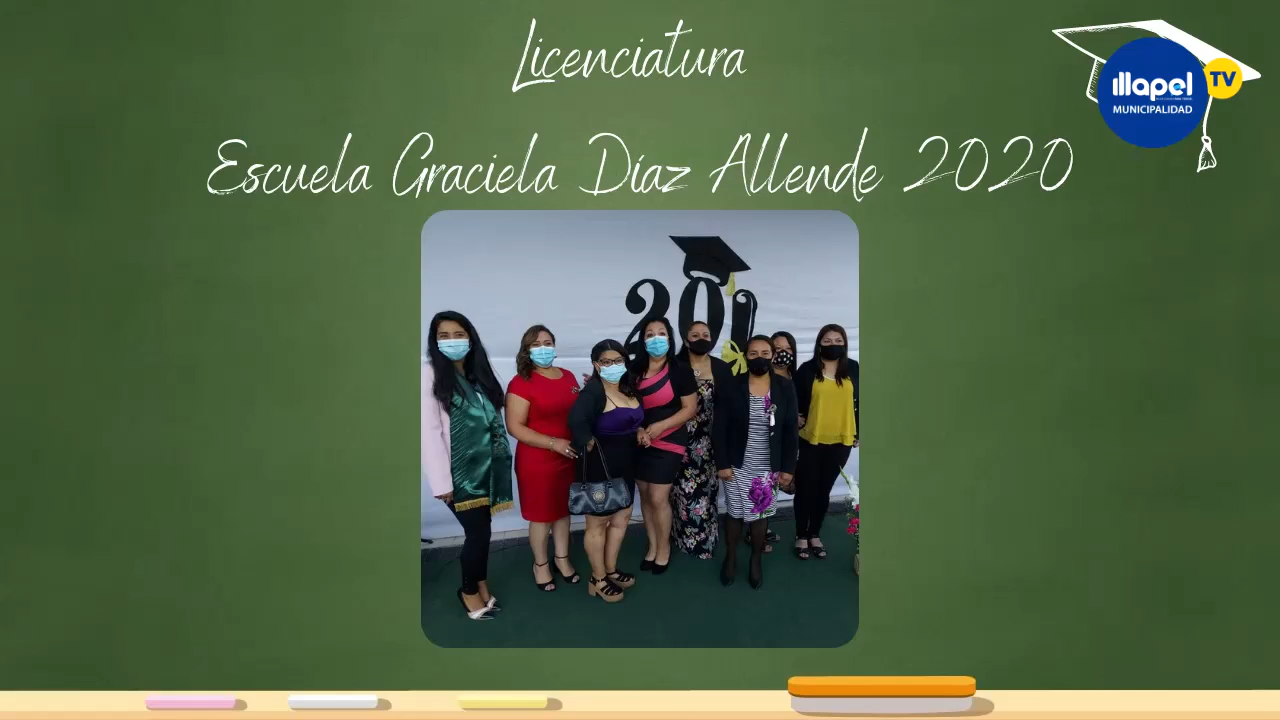 Licenciatura
Escuela Graciela Díaz Allende 2020
illapel
TV
MUNICIPALIDAD